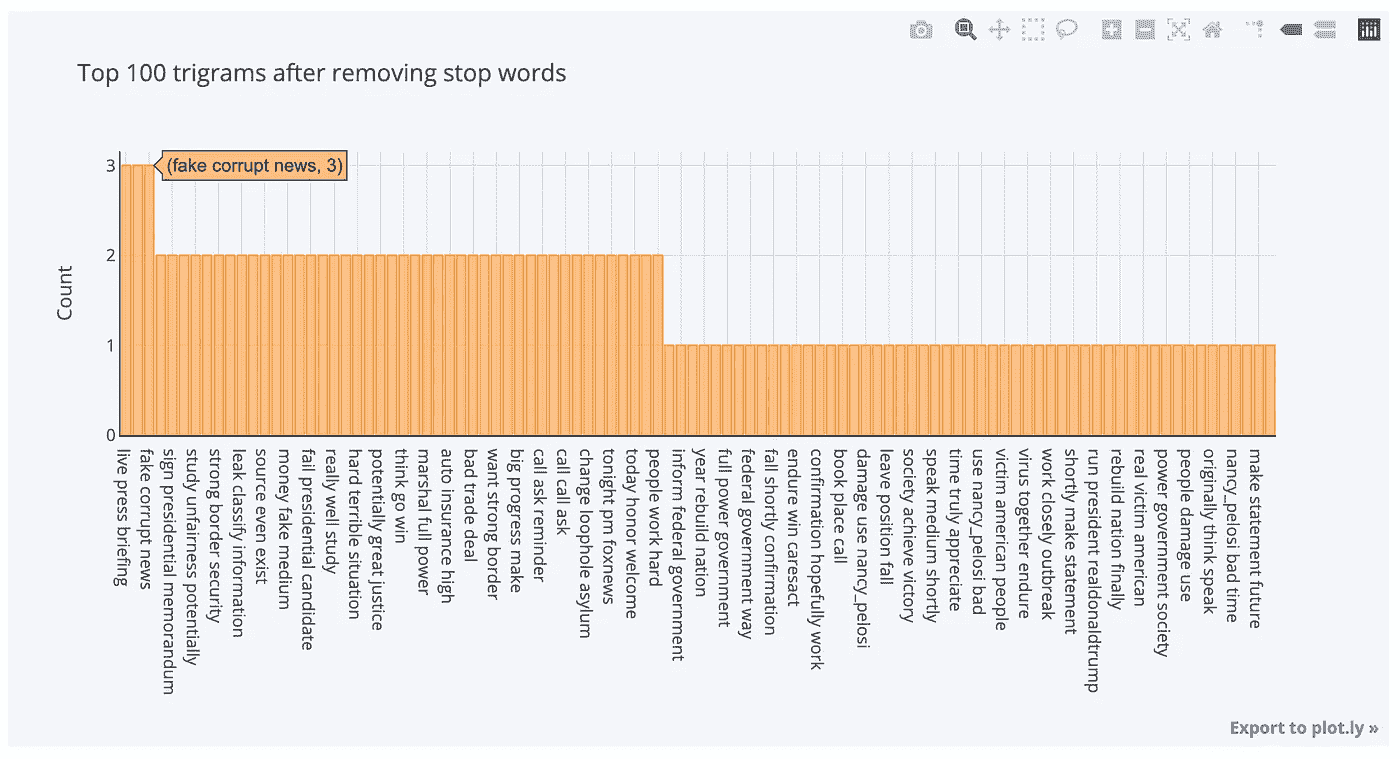 Top 100 trigrams after removing stop words
(fake corrupt news, 3)
Count
3
2
1
0
live press briefing
fake corrupt news
sign presidential memorandum
study unfairness potentially
strong border security
leak classify information
source even exist
money fake medium
fail presidential candidate
really well study
hard terrible situation
potentially great justice
think go win
marshal full power
auto insurance high
bad trade deal
want strong border
big progress make
call ask reminder
call call ask
change loophole asylum
tonight pm foxnews
today honor welcome
people work hard
inform federal government
year rebuild nation
full power government
federal government way
fall shortly confirmation
endure win caresact
confirmation hopefully work
book place call
damage use nancy_pelosi
leave position fall
society achieve victory
speak medium shortly
time truly appreciate
use nancy_pelosi bad
victim american people
virus together endure
work closely outbreak
shortly make statement
run president realdonaldtrump
rebuild nation finally
real victim american
power government society
people damage use
originally think speak
nancy_pelosi bad time
make statement future
Export to plot.ly »